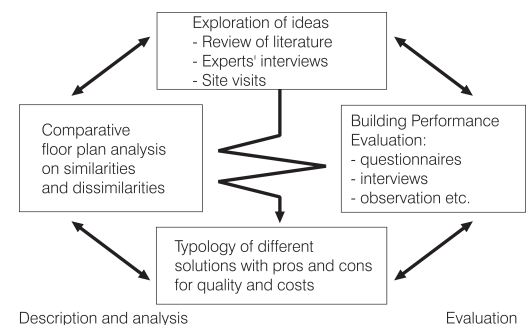 Exploration of ideas
- Review of literature
- Experts' interviews
- Site visits
Comparative
floor plan analysis
on similarities
and dissimilarities
Building Performance
Evaluation:
- questionnaires
- interviews
- observation etc.
Typology of different
solutions with pros and cons
for quality and costs
Description and analysis
Evaluation